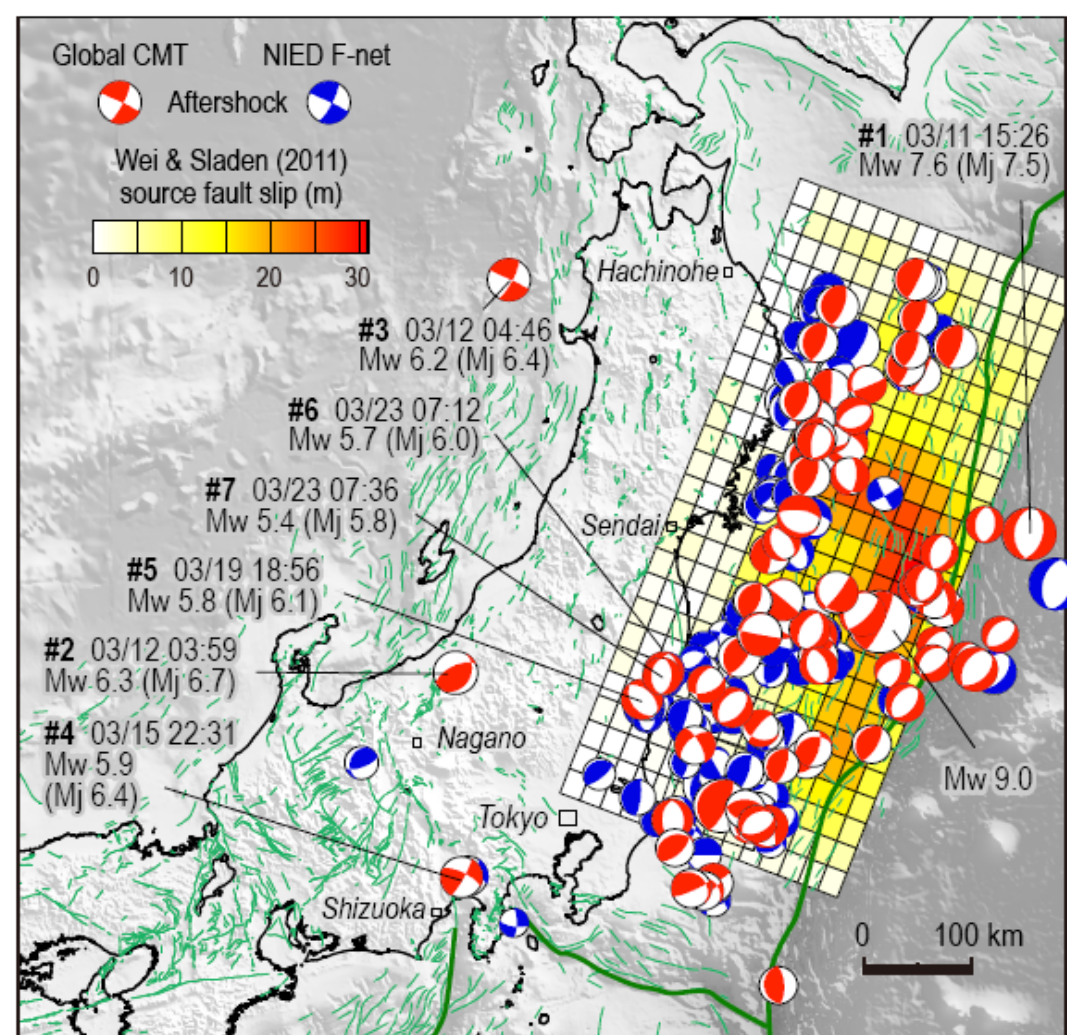 Global CMT NIED F-net
Aftershock
Wei & Sladen (2011)
source fault slip (m)
0 10 20 30
#1 03/11 15:26
Mw 7.6 (Mj 7.5)
Hachinohe
#3 03/12 04:46
Mw 6.2 (Mj 6.4)
#6 03/23 07:12
Mw 5.7 (Mj 6.0)
#7 03/23 07:36
Mw 5.4 (Mj 5.8)
Sendai
#5 03/19 18:56
Mw 5.8 (Mj 6.1)
#2 03/12 03:59
Mw 6.3 (Mj 6.7)
#4 03/15 22:31
Mw 5.9
(Mj 6.4)
Nagano
Mw 9.0
Tokyo
Shizuoka
0 100 km